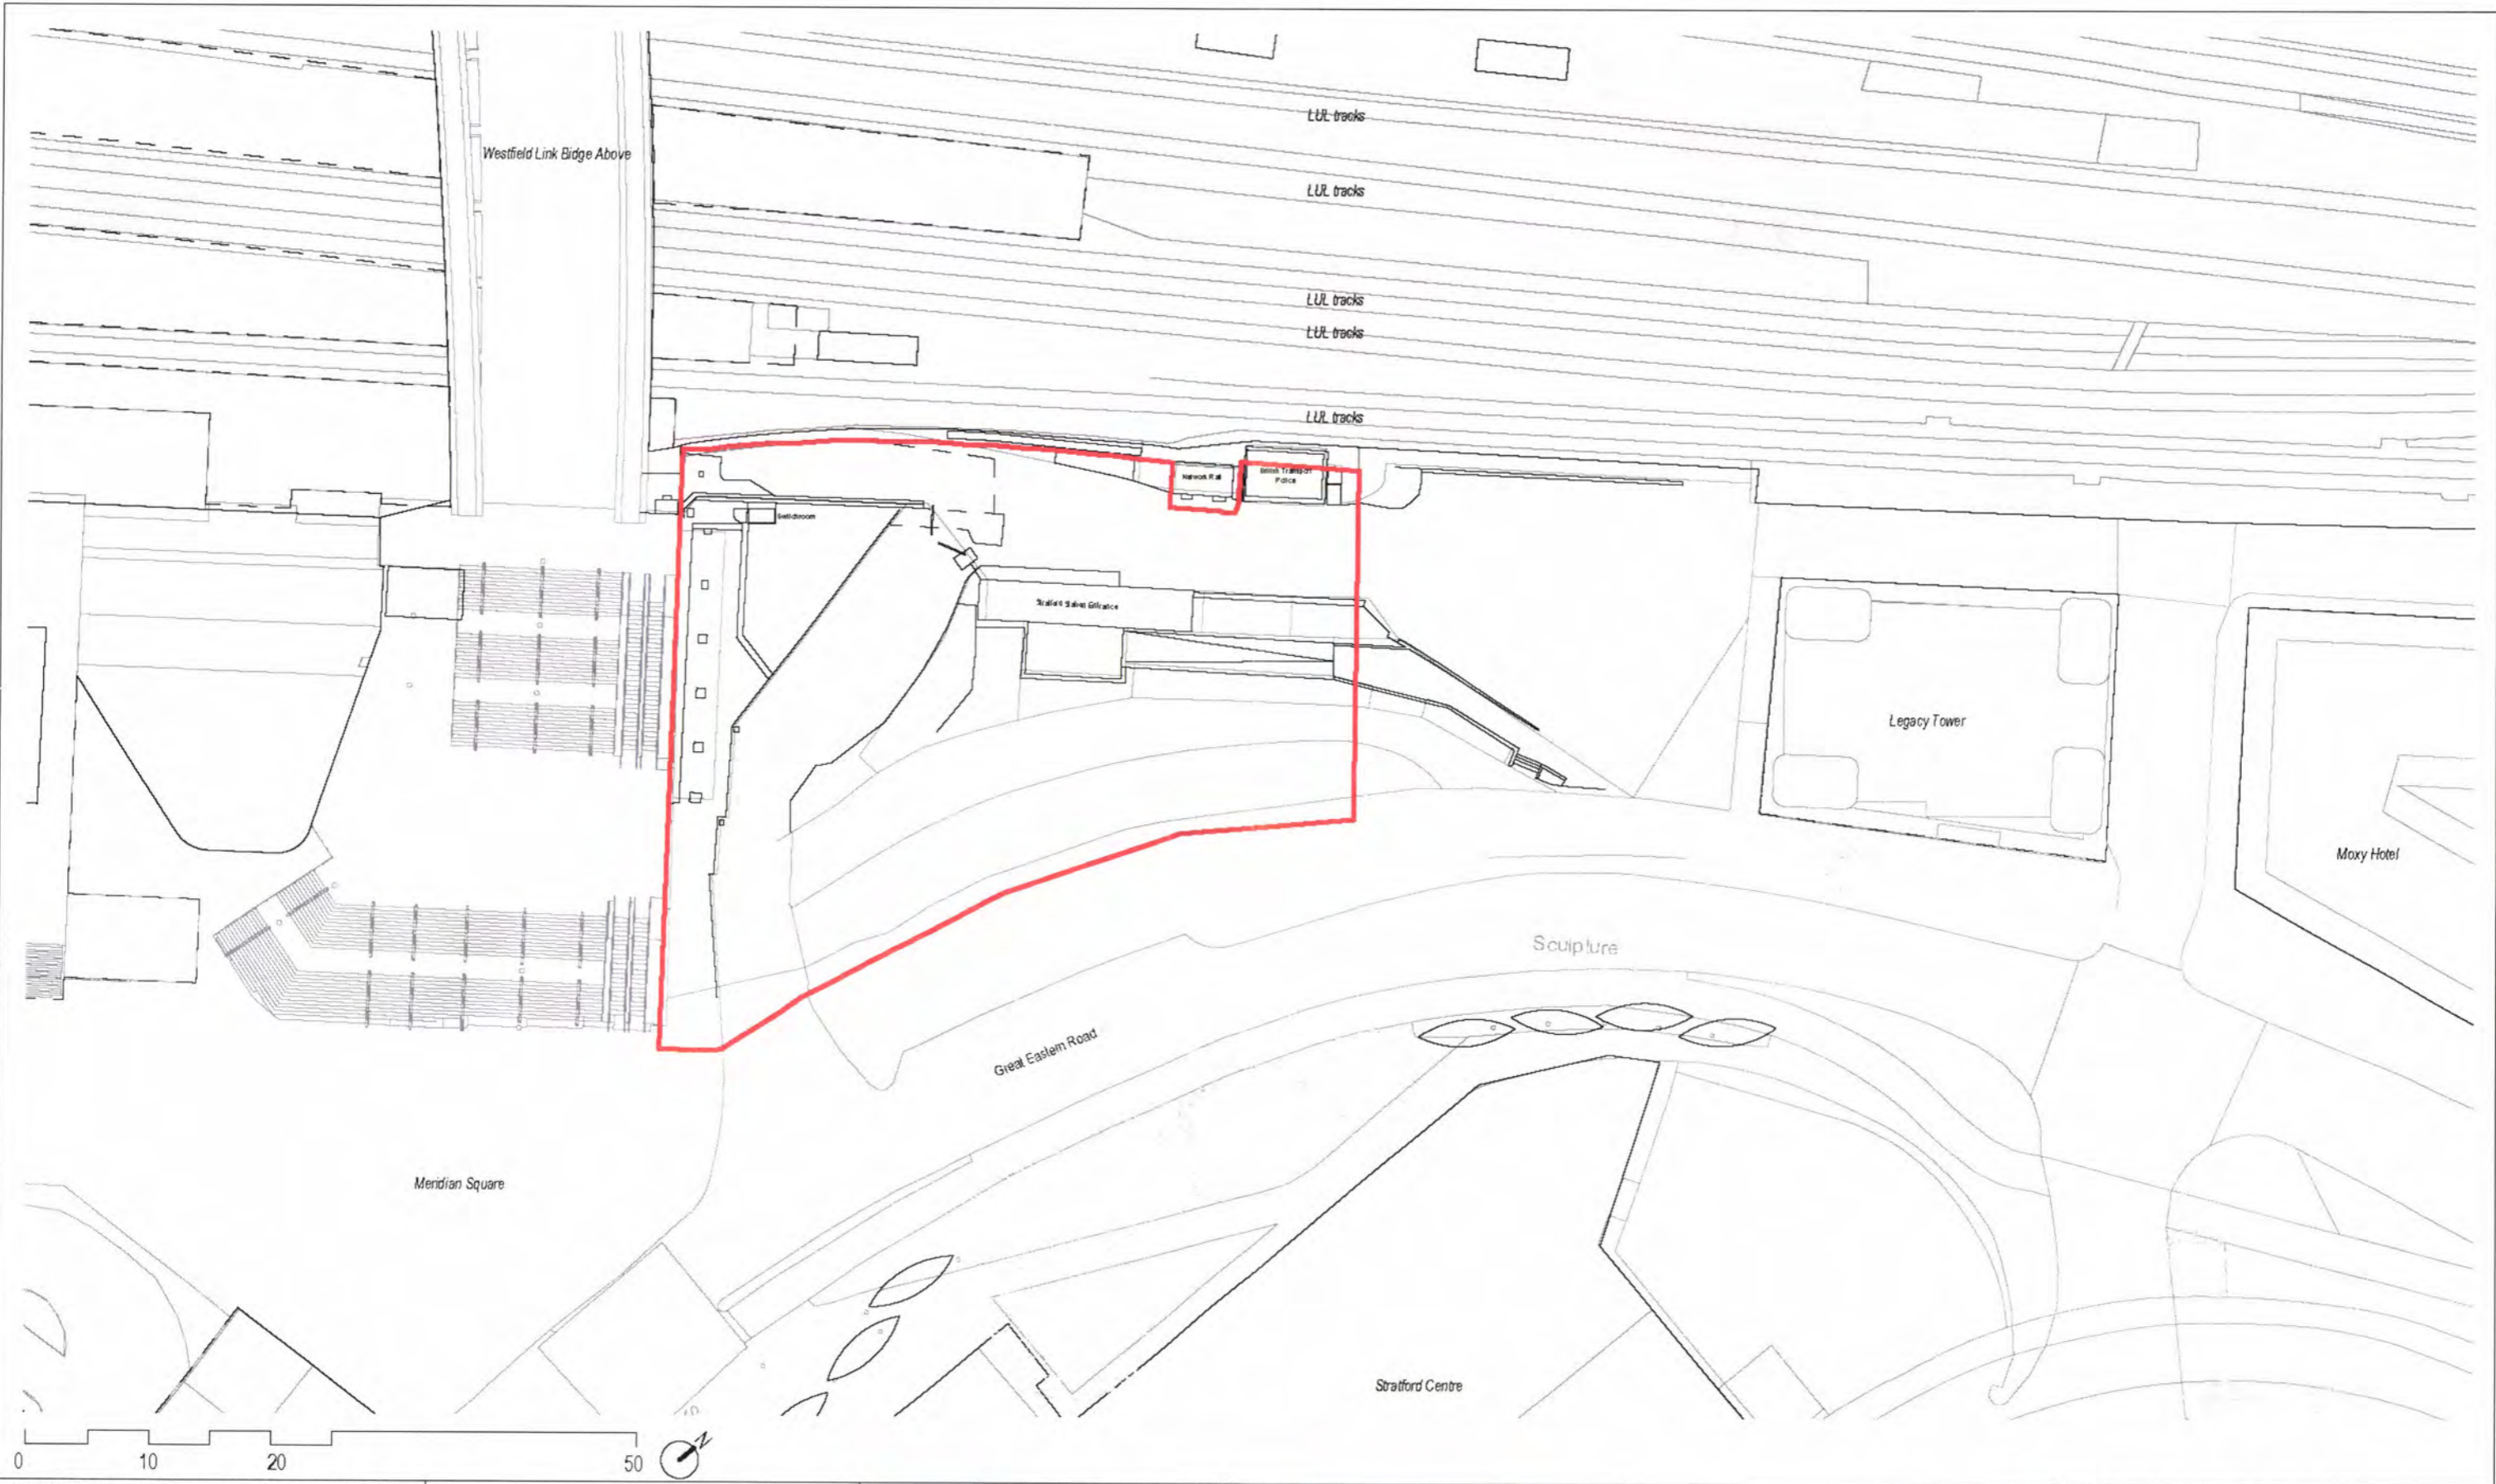 LUL tracks
Westfield Link Bidge Above
LUL tracks
LUL tracks
LUL tracks
LUL tracks
Network Rail
British Transport
Police
Switchroom
Stratford Station Entrance
Legacy Tower
Moxy Hotel
Sculpture
Great Eastern Road
Meridian Square
Stratford Centre
0
10
20
50
N